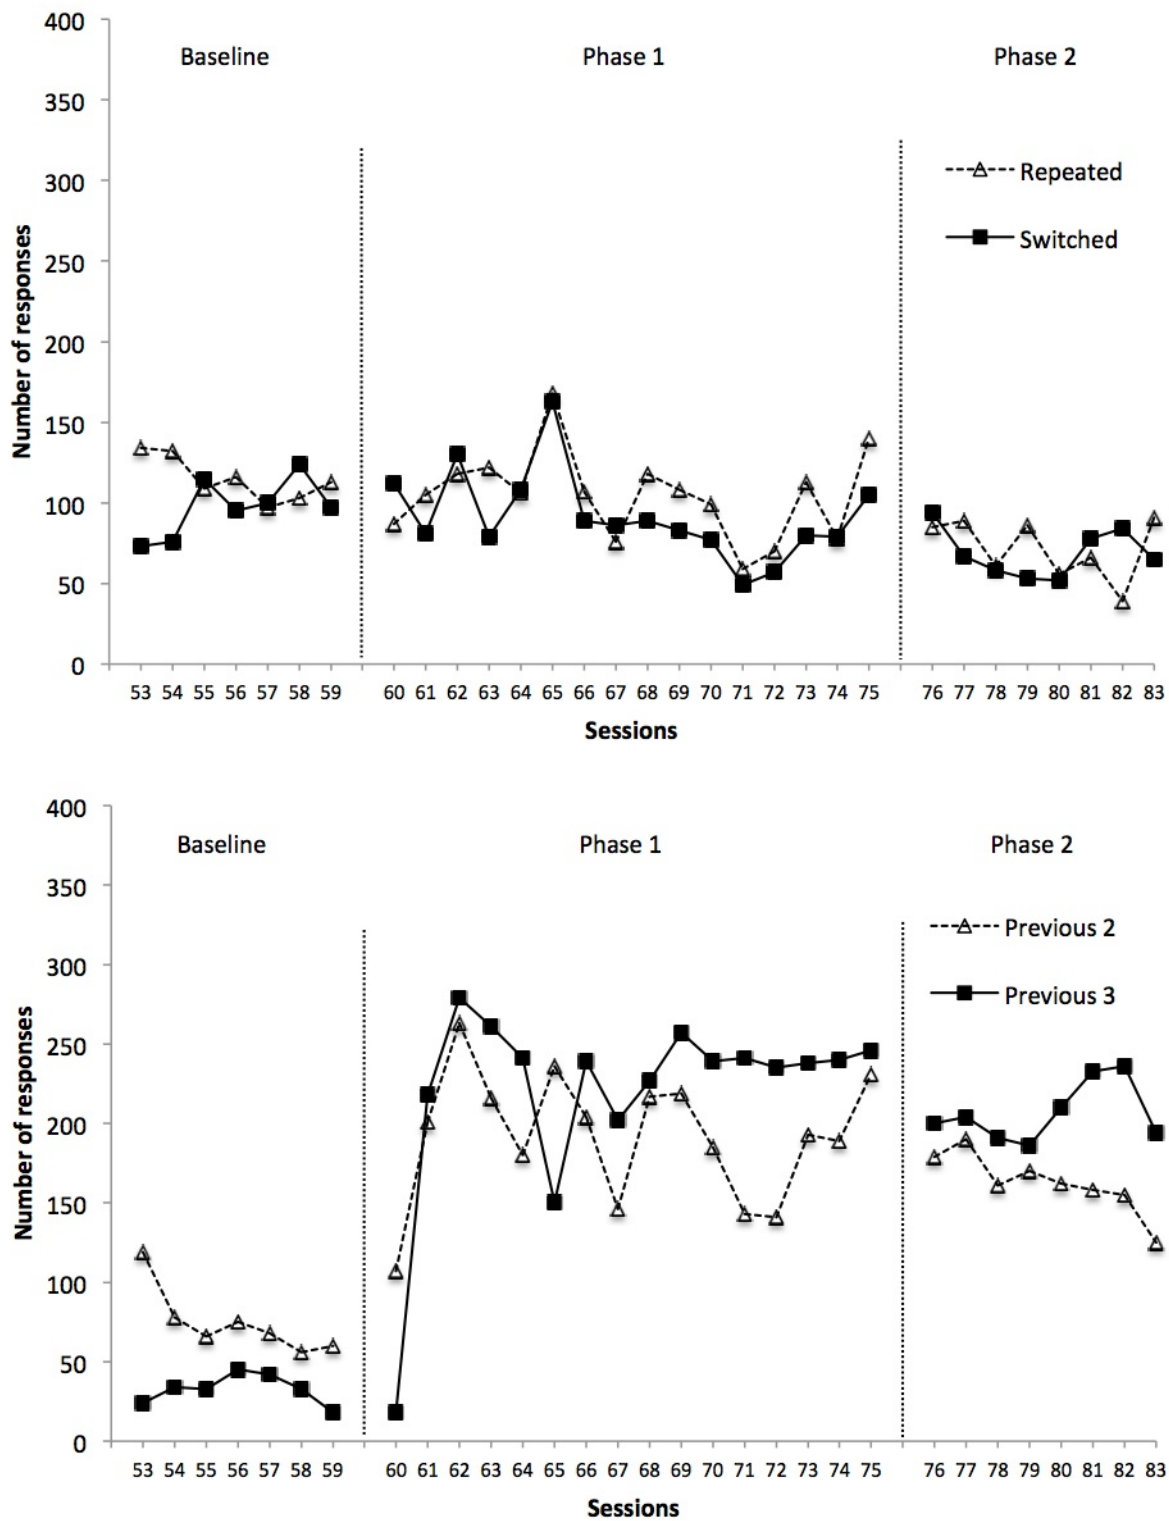 400
350
300
250
200
150
100
50
0
Number of responses
Baseline
Phase 1
Phase 2
Repeated
Switched
53 54 55 56 57 58 59 60 61 62 63 64 65 66 67 68 69 70 71 72 73 74 75 76 77 78 79 80 81 82 83
Sessions
400
350
300
250
200
150
100
50
0
Number of responses
Baseline
Phase 1
Phase 2
Previous 2
Previous 3
53 54 55 56 57 58 59 60 61 62 63 64 65 66 67 68 69 70 71 72 73 74 75 76 77 78 79 80 81 82 83
Sessions